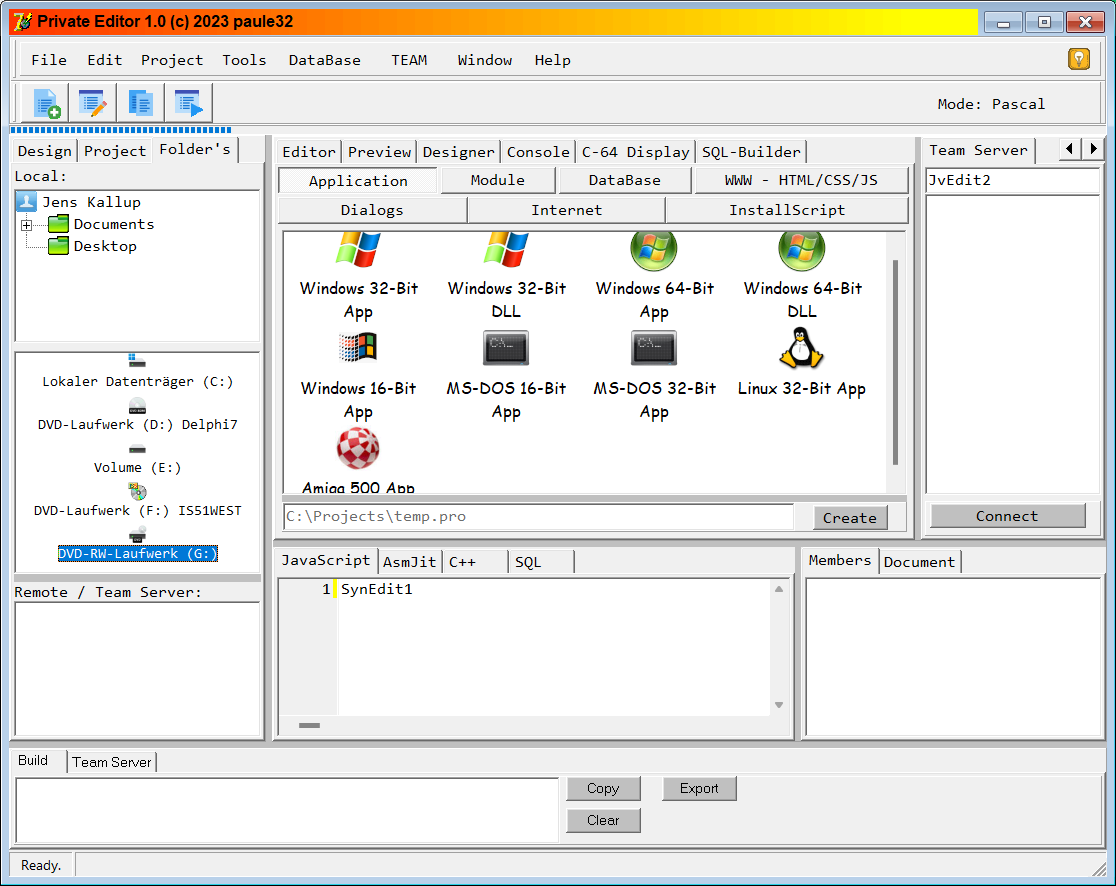 Private Editor 1.0 (c) 2023 paule32
File Edit Project Tools DataBase TEAM Window Help
Mode: Pascal
Design Project Folder's
Local:
Jens Kallup
Documents
Desktop
Lokaler Datenträger (C:)
DVD-Laufwerk (D:) Delphi7
Volume (E:)
DVD-Laufwerk (F:) IS51WEST
DVD-RW-Laufwerk (G:)
Remote / Team Server:
Editor Preview Designer Console C-64 Display SQL-Builder
Application Module DataBase WWW - HTML/CSS/JS
Dialogs Internet InstallScript
Windows 32-Bit App
Windows 32-Bit DLL
Windows 64-Bit App
Windows 64-Bit DLL
Windows 16-Bit App
C:\_
MS-DOS 16-Bit App
C:\_
MS-DOS 32-Bit App
Linux 32-Bit App
Amiga 500 App
C:\Projects\temp.pro
Create
Team Server
JvEdit2
Connect
JavaScript AsmJit C++ SQL
1 SynEdit1
Members Document
Build Team Server
Copy Export
Clear
Ready.